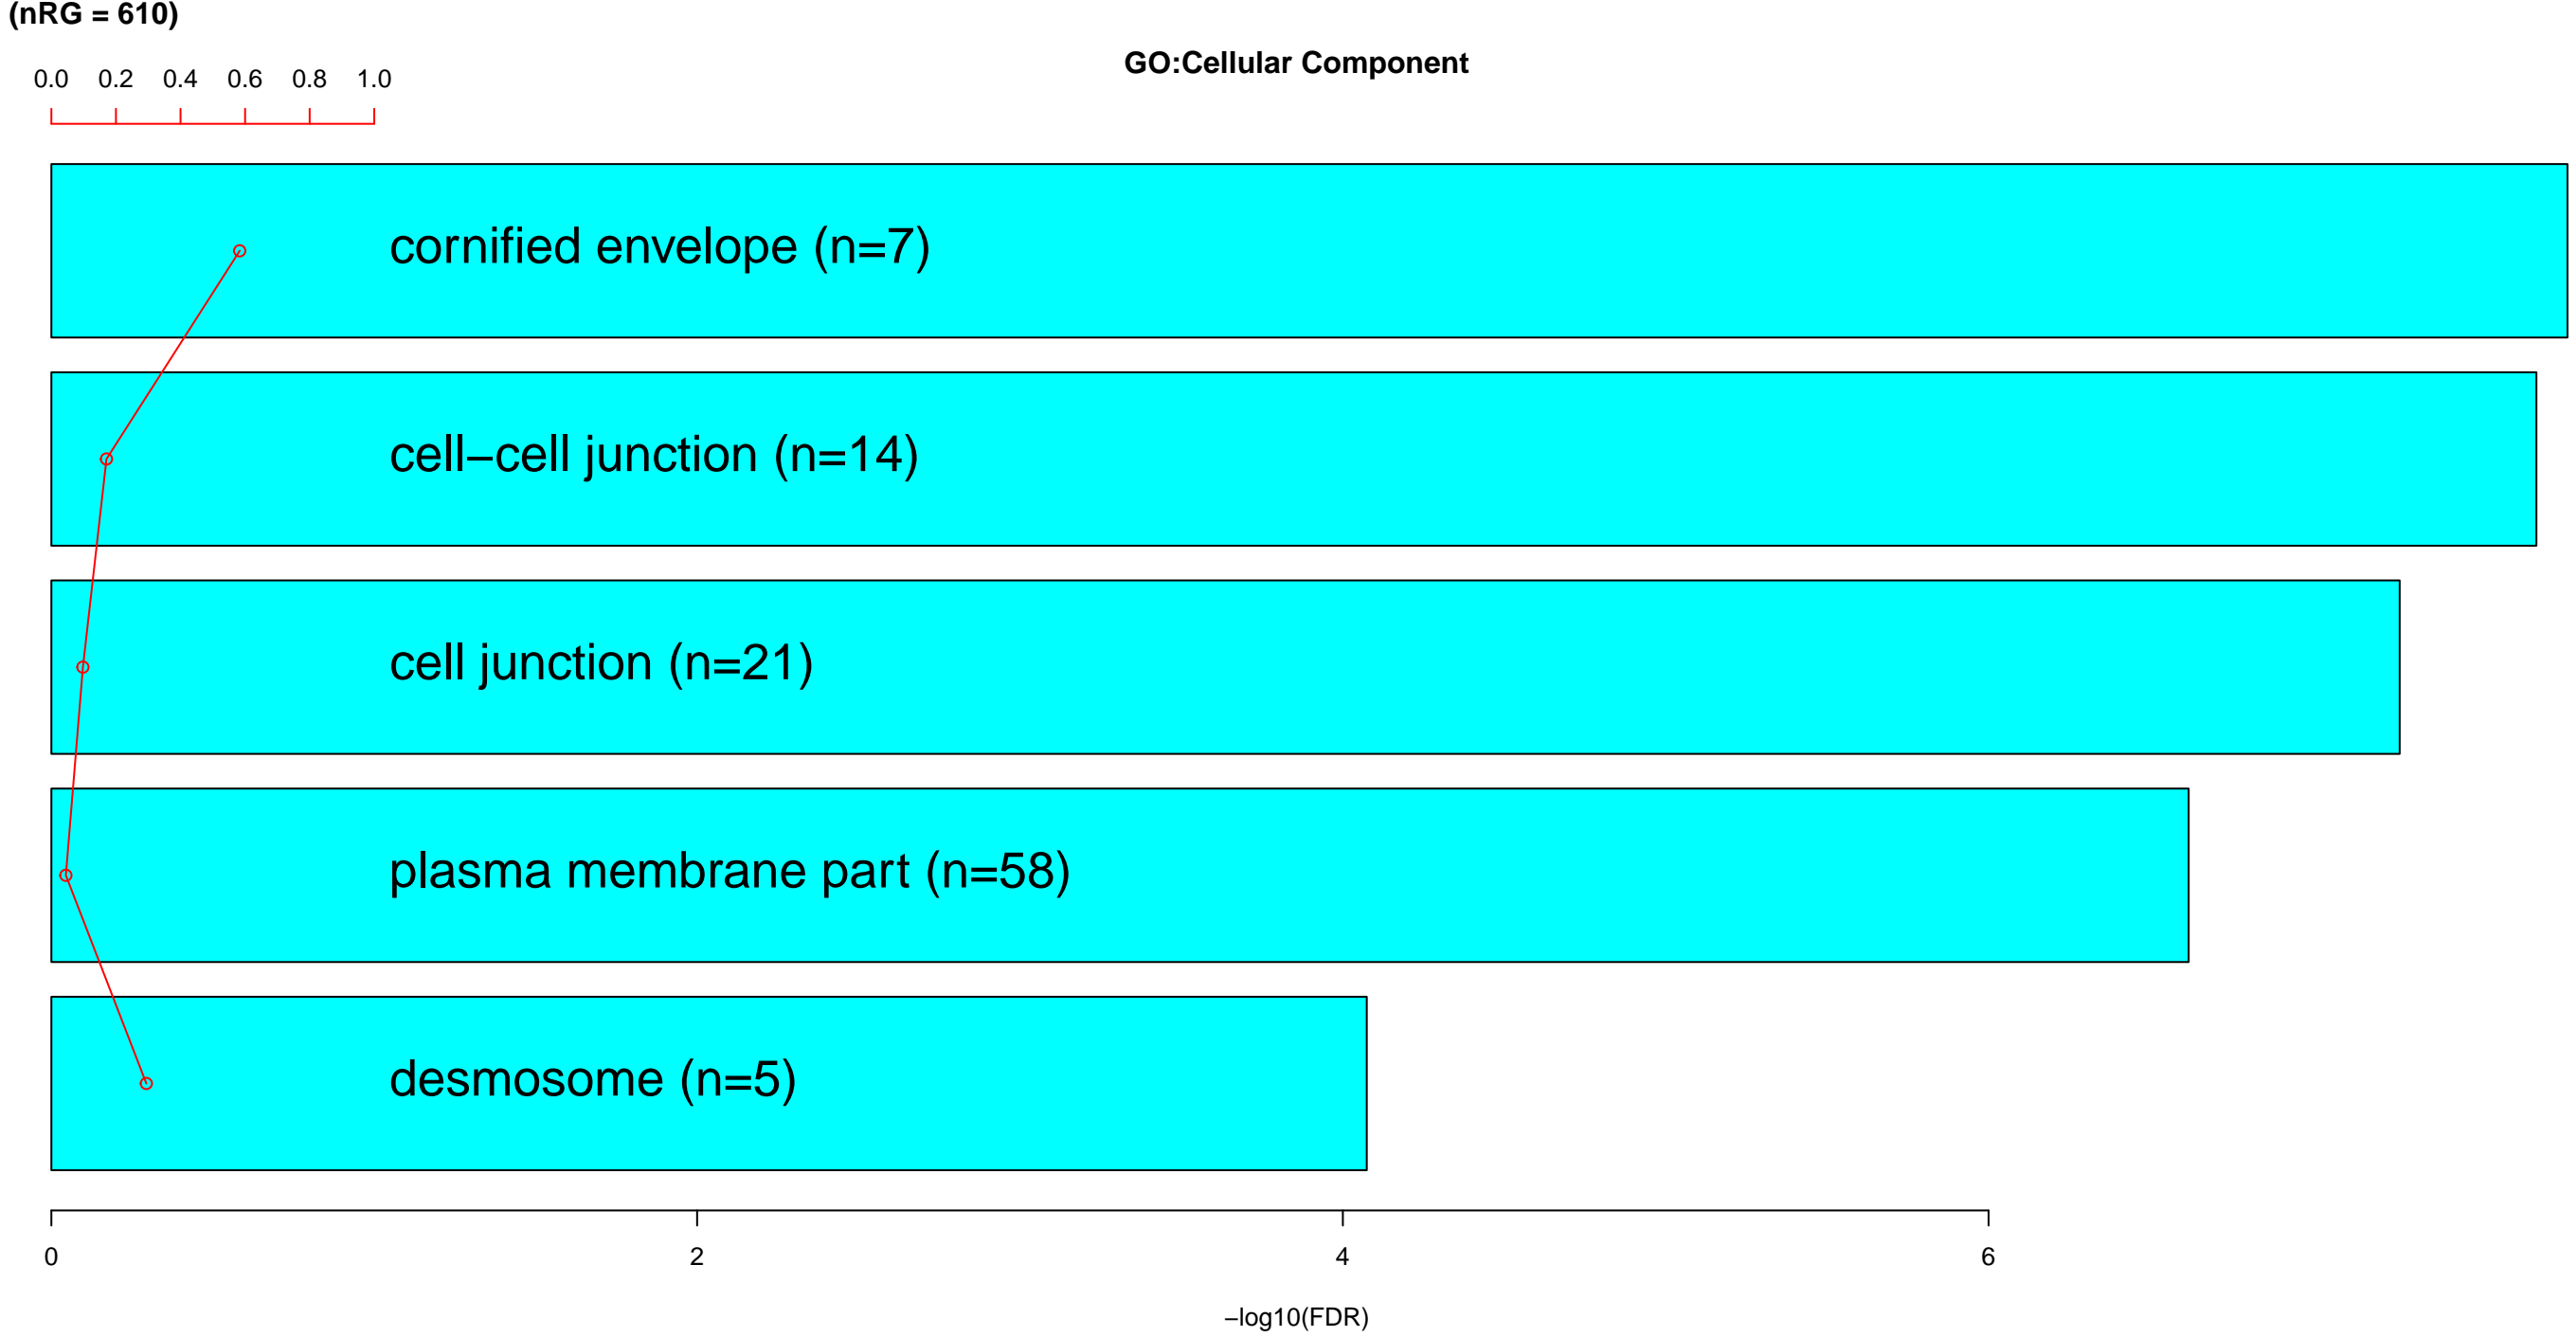 (nRG = 610)
GO:Cellular Component
0.0 0.2 0.4 0.6 0.8 1.0
cornified envelope (n=7)
cell−cell junction (n=14)
cell junction (n=21)
plasma membrane part (n=58)
desmosome (n=5)
0 2 4 6
−log10(FDR)